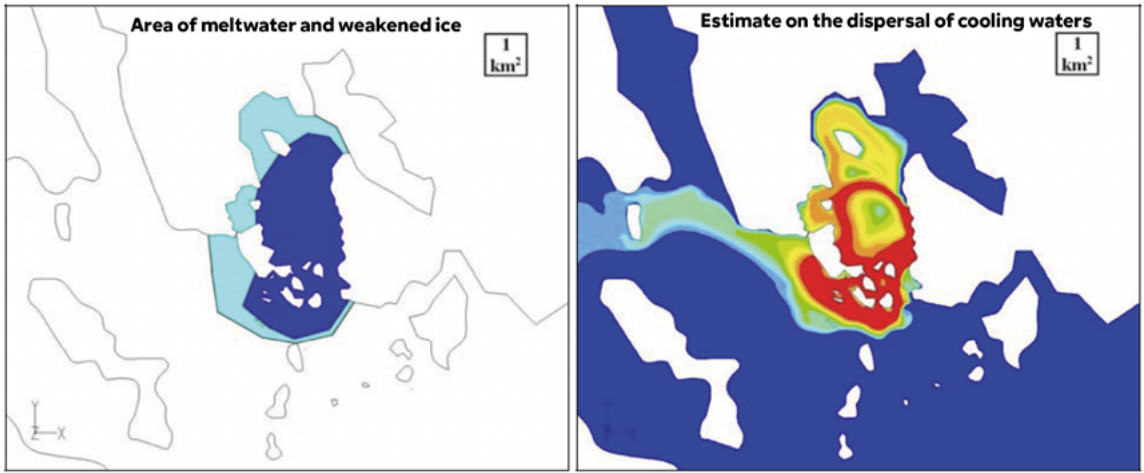 Area of meltwater and weakened ice
1
km²
Y
Z X
Estimate on the dispersal of cooling waters
1
km²